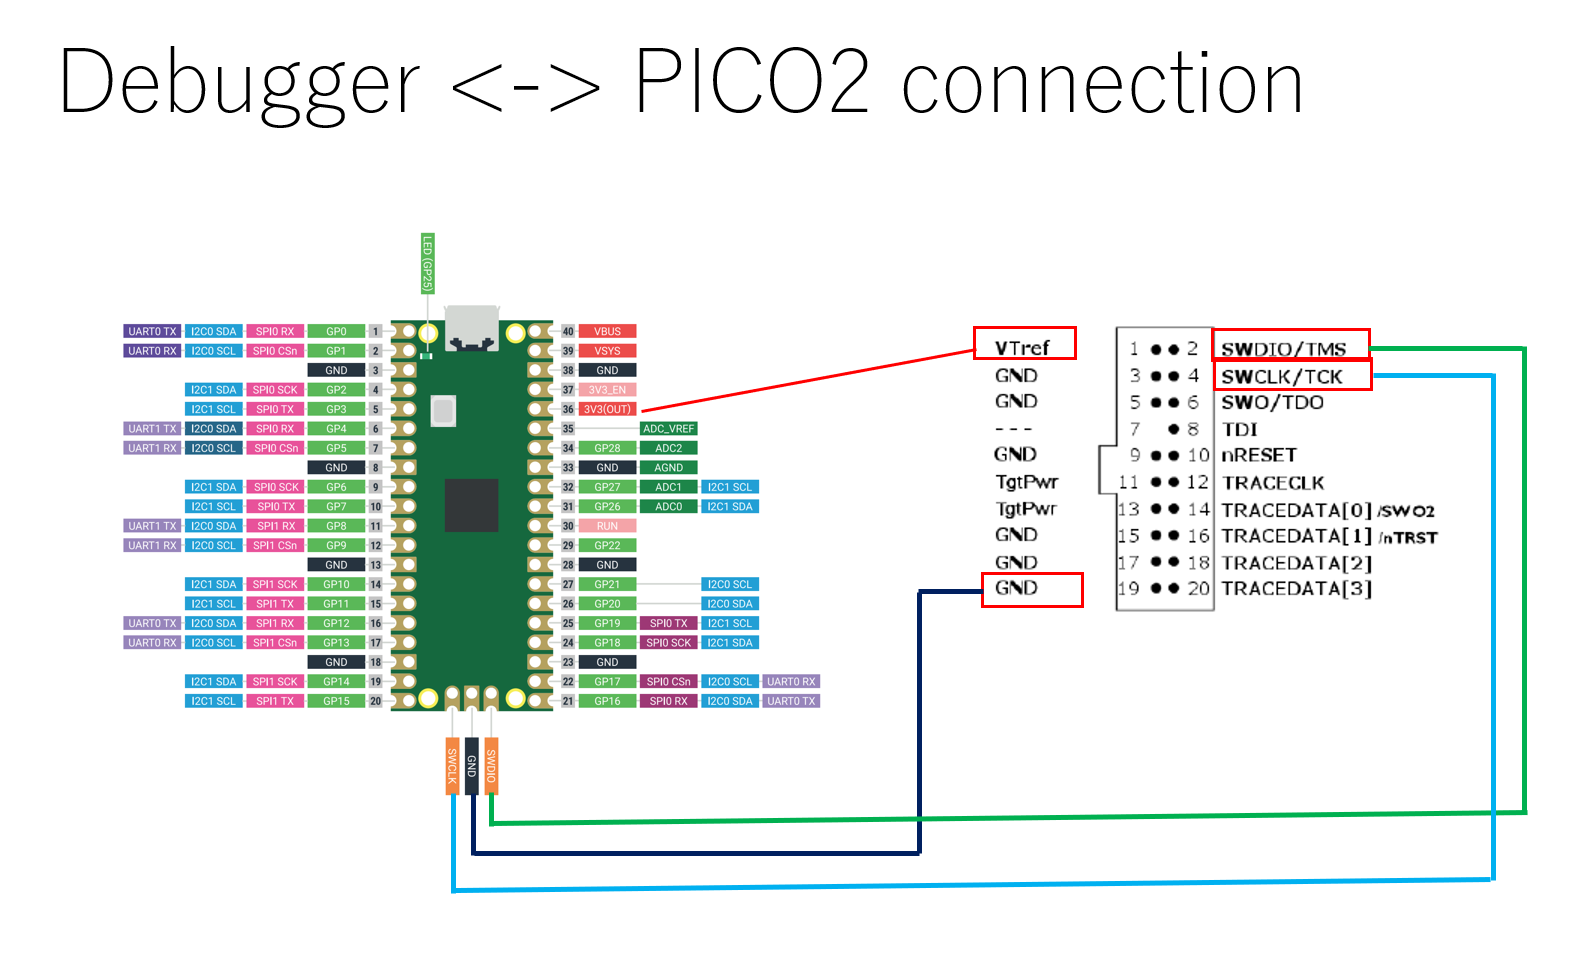 Debugger <-> PICO2 connection
LED (GP25)
UART0 TX I2C0 SDA SPI0 RX GP0 1 40 VBUS
UART0 RX I2C0 SCL SPI0 CSn GP1 2 39 VSYS
GND 3 38 GND
I2C1 SDA SPI0 SCK GP2 4 37 3V3_EN
I2C1 SCL SPI0 TX GP3 5 36 3V3(OUT)
UART1 TX I2C0 SDA SPI0 RX GP4 6 35 ADC_VREF
UART1 RX I2C0 SCL SPI0 CSn GP5 7 34 GP28 ADC2
GND 8 33 GND AGND
I2C1 SDA SPI0 SCK GP6 9 32 GP27 ADC1 I2C1 SCL
I2C1 SCL SPI0 TX GP7 10 31 GP26 ADC0 I2C1 SDA
UART1 TX I2C0 SDA SPI1 RX GP8 11 30 RUN
UART1 RX I2C0 SCL SPI1 CSn GP9 12 29 GP22
GND 13 28 GND
I2C1 SDA SPI1 SCK GP10 14 27 GP21 I2C0 SCL
I2C1 SCL SPI1 TX GP11 15 26 GP20 I2C0 SDA
UART0 TX I2C0 SDA SPI1 RX GP12 16 25 GP19 SPI0 TX I2C1 SCL
UART0 RX I2C0 SCL SPI1 CSn GP13 17 24 GP18 SPI0 SCK I2C1 SDA
GND 18 23 GND
I2C1 SDA SPI1 SCK GP14 19 22 GP17 SPI0 CSn I2C0 SCL UART0 RX
I2C1 SCL SPI1 TX GP15 20 21 GP16 SPI0 RX I2C0 SDA UART0 TX
SWCLK
GND
SWDIO
VTref 1 2 SWDIO/TMS
GND 3 4 SWCLK/TCK
GND 5 6 SWO/TDO
--- 7 8 TDI
GND 9 10 nRESET
TgtPwr 11 12 TRACECLK
TgtPwr 13 14 TRACEDATA[0] /SWO2
GND 15 16 TRACEDATA[1] /nTRST
GND 17 18 TRACEDATA[2]
GND 19 20 TRACEDATA[3]